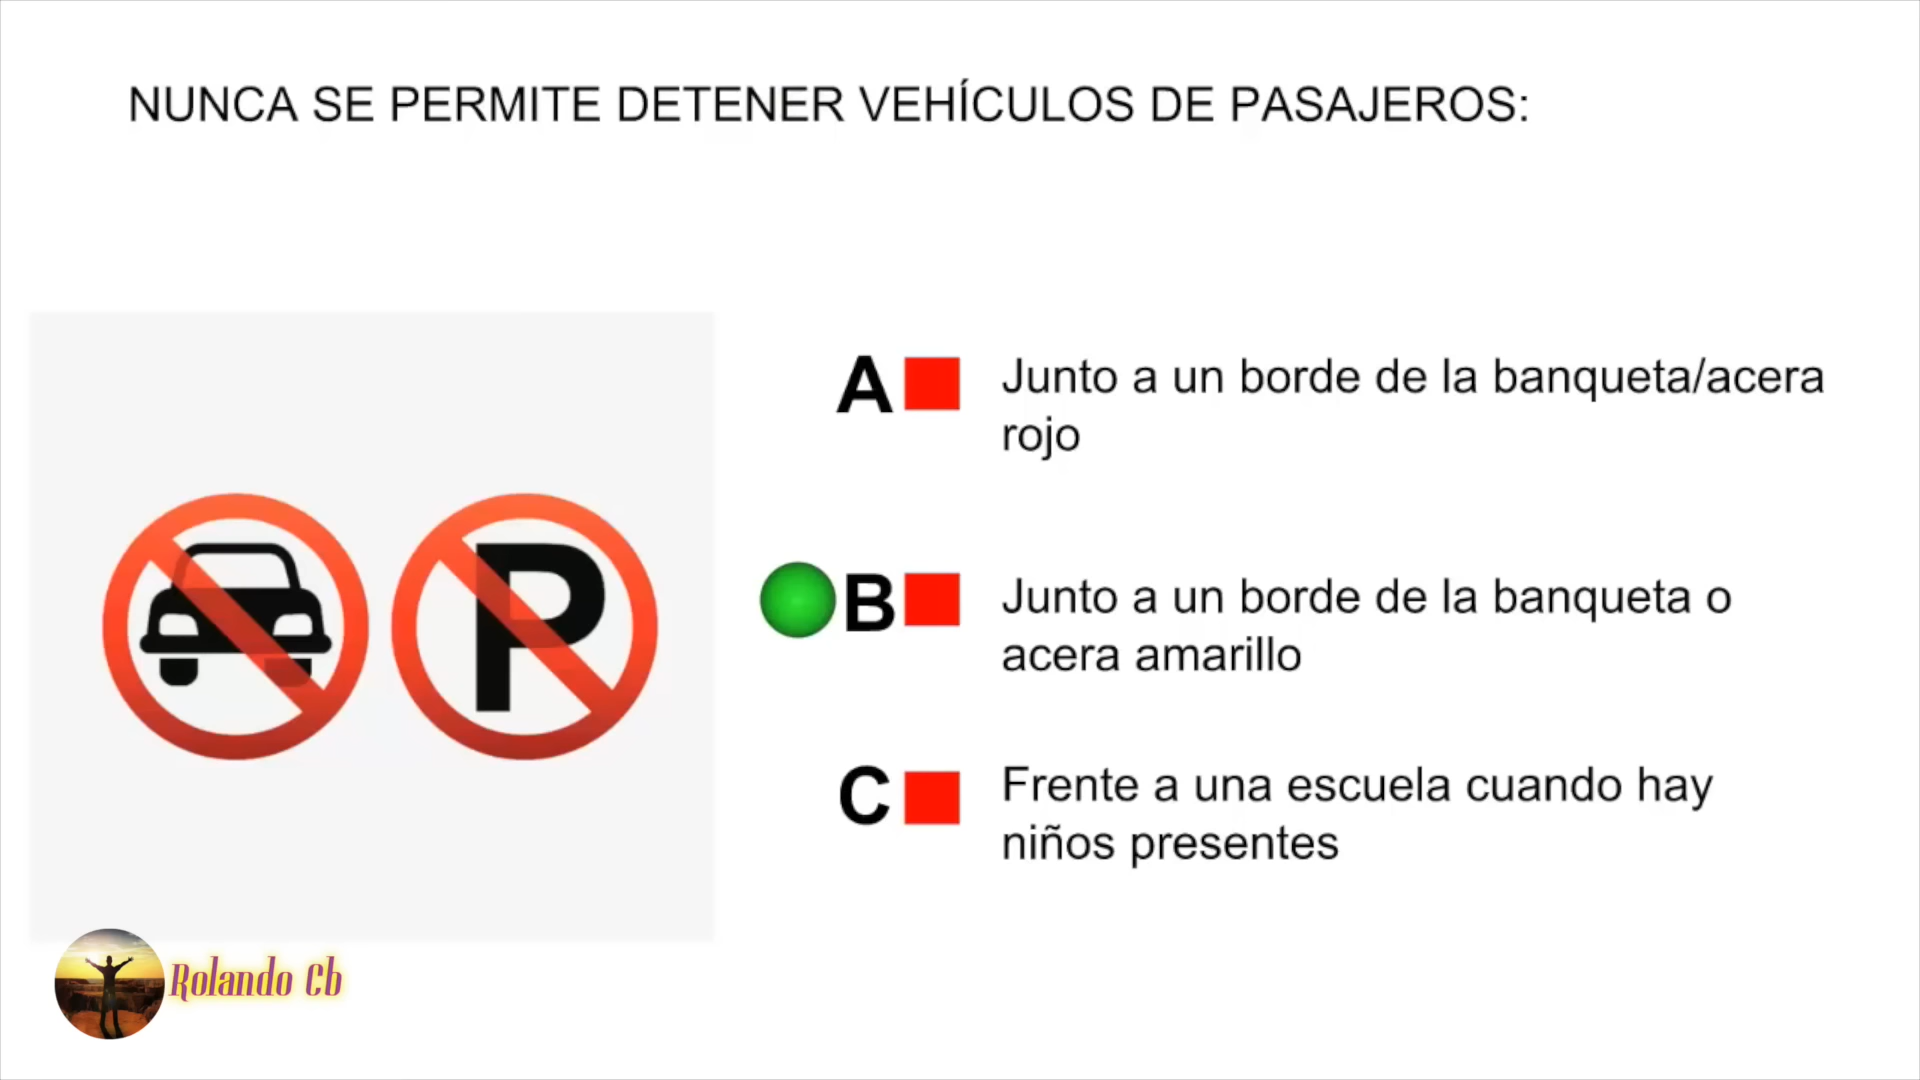 NUNCA SE PERMITE DETENER VEHÍCULOS DE PASAJEROS:
A Junto a un borde de la banqueta/acera
rojo
P
B Junto a un borde de la banqueta o
acera amarillo
C Frente a una escuela cuando hay
niños presentes
Rolando Cb